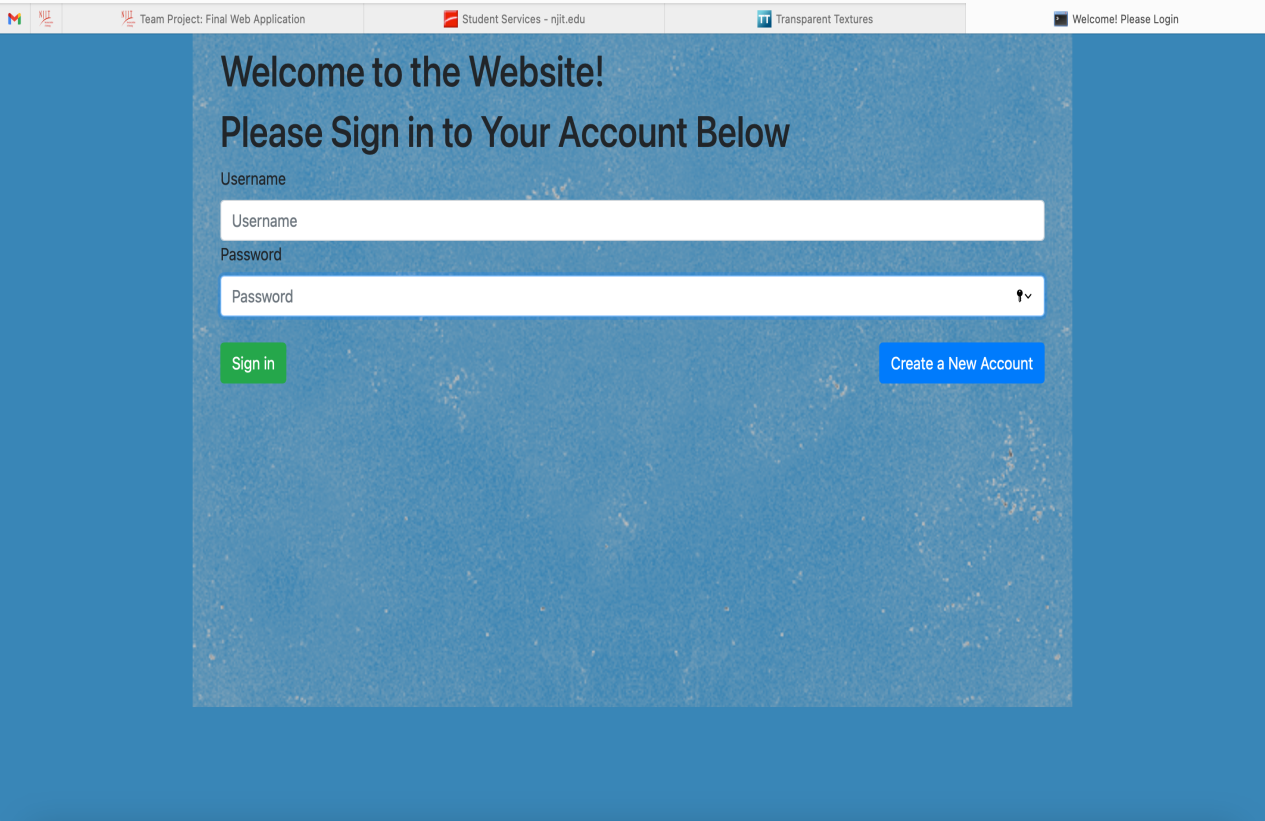 Team Project: Final Web Application
Student Services - njit.edu
TT Transparent Textures
Welcome! Please Login
Welcome to the Website!
Please Sign in to Your Account Below
Username
Username
Password
Password
Sign in
Create a New Account